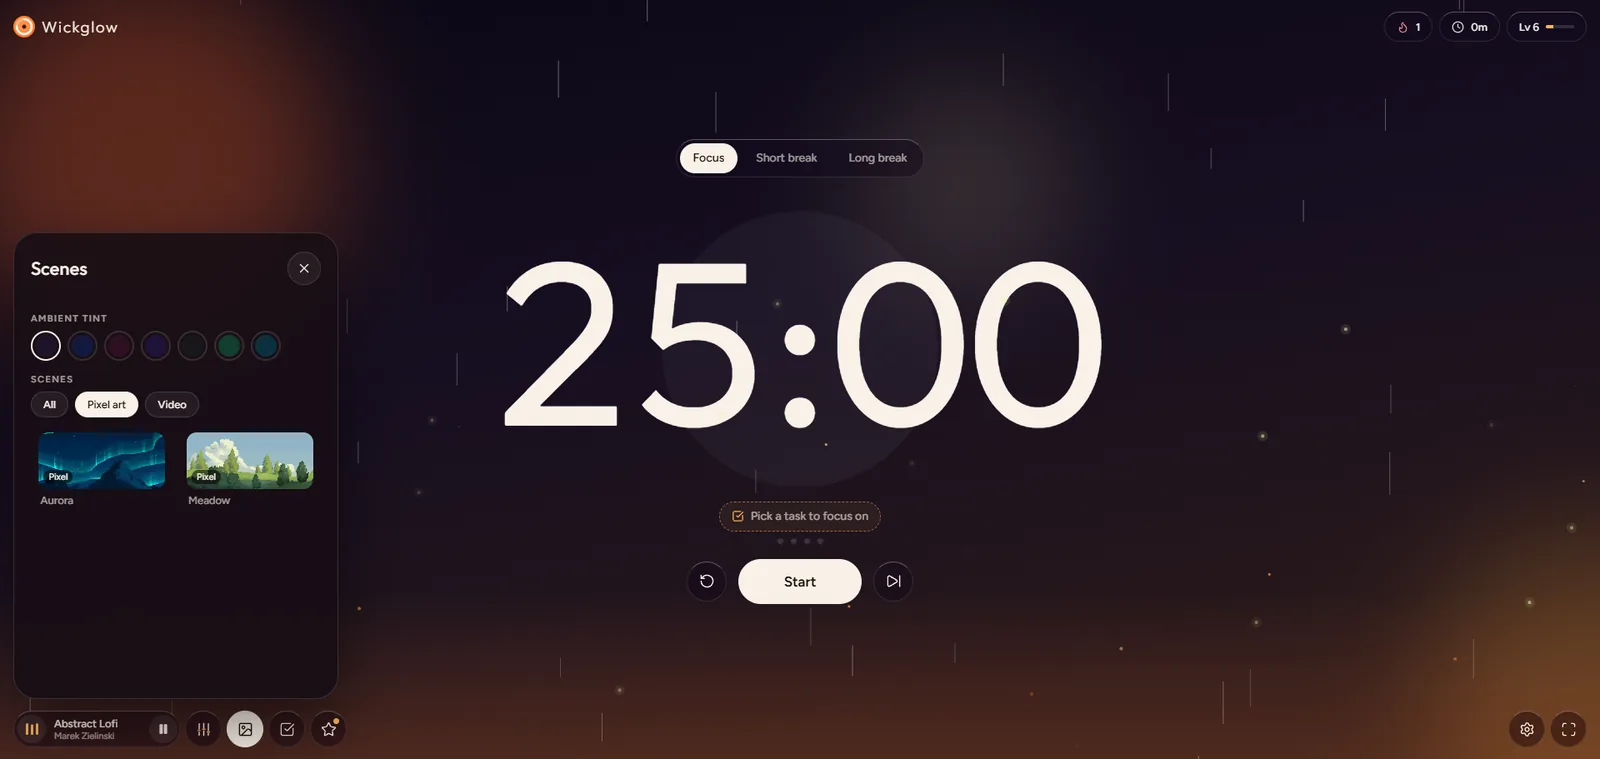 Wickglow
1
0m
Lv 6
Focus
Short break
Long break
25:00
Pick a task to focus on
Start
Scenes
AMBIENT TINT
SCENES
All
Pixel art
Video
Pixel
Pixel
Aurora
Meadow
Abstract Lofi
Marek Zielinski